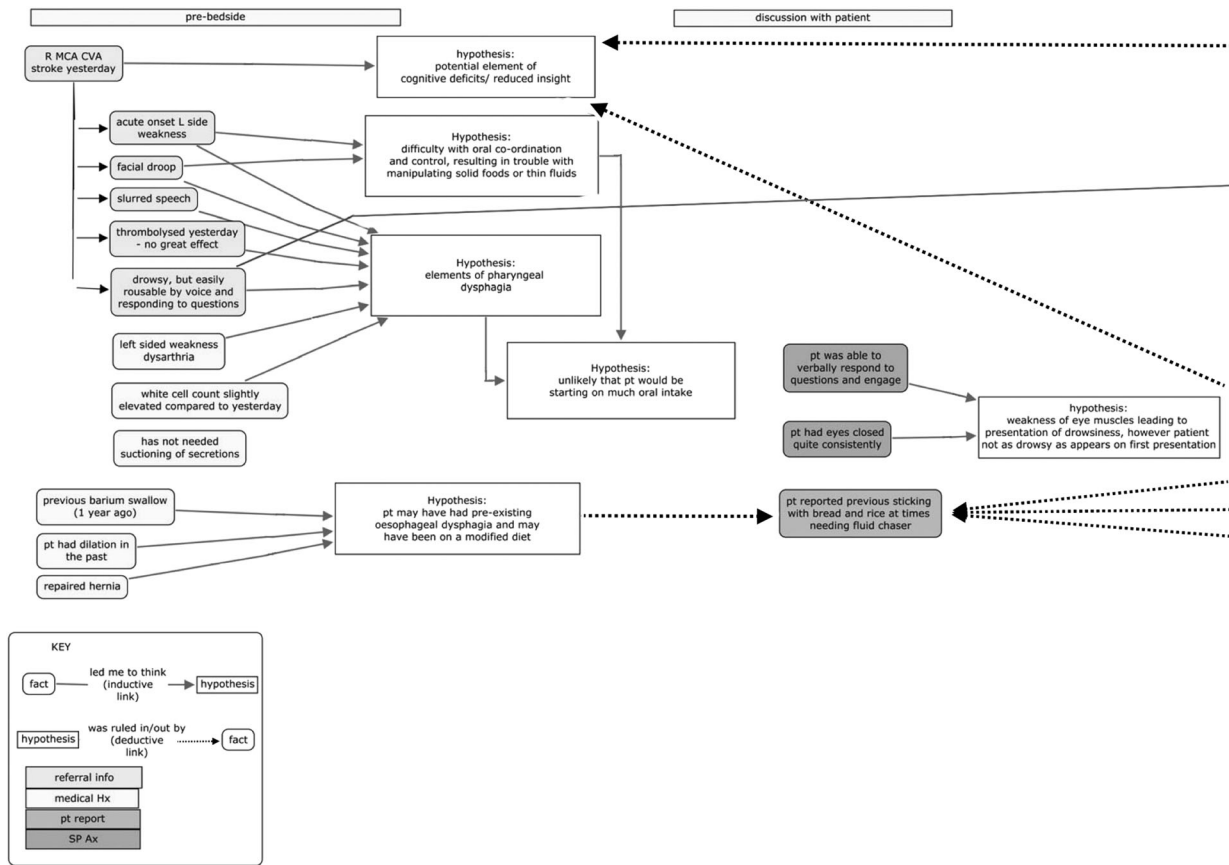 pre-bedside
discussion with patient
R MCA CVA
stroke yesterday
hypothesis:
potential element of
cognitive deficits/ reduced insight
acute onset L side
weakness
facial droop
slurred speech
thrombolysed yesterday
- no great effect
drowsy, but easily
rousable by voice and
responding to questions
Hypothesis:
difficulty with oral co-ordination
and control, resulting in trouble with
manipulating solid foods or thin fluids
Hypothesis:
elements of pharyngeal
dysphagia
left sided weakness
dysarthria
white cell count slightly
elevated compared to yesterday
has not needed
suctioning of secretions
Hypothesis:
unlikely that pt would be
starting on much oral intake
pt was able to
verbally respond to
questions and engage
pt had eyes closed
quite consistently
hypothesis:
weakness of eye muscles leading to
presentation of drowsiness, however patient
not as drowsy as appears on first presentation
previous barium swallow
(1 year ago)
pt had dilation in
the past
repaired hernia
Hypothesis:
pt may have had pre-existing
oesophageal dysphagia and may
have been on a modified diet
pt reported previous sticking
with bread and rice at times
needing fluid chaser
KEY
fact
led me to think
(inductive
link)
hypothesis
hypothesis
was ruled in/out by
(deductive
link)
fact
referral info
medical Hx
pt report
SP Ax